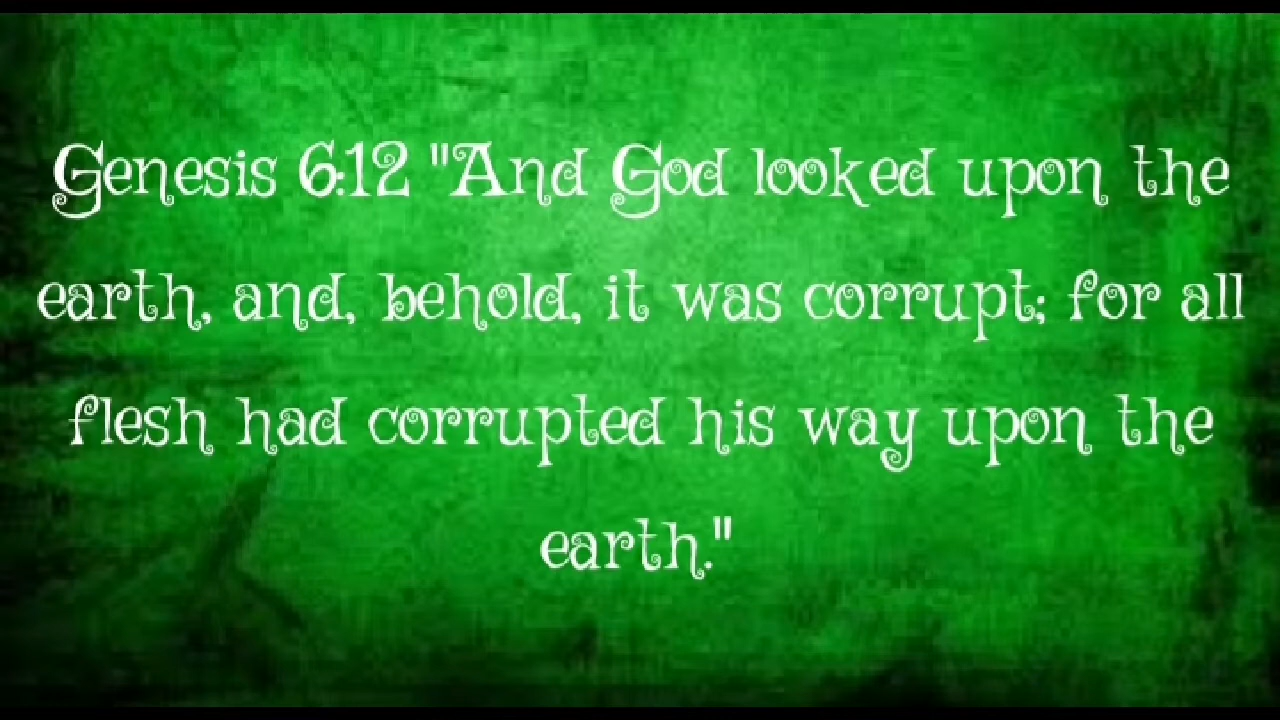 Genesis 6:12 "And God looked upon the
earth, and, behold, it was corrupt; for all
flesh had corrupted his way upon the
earth."